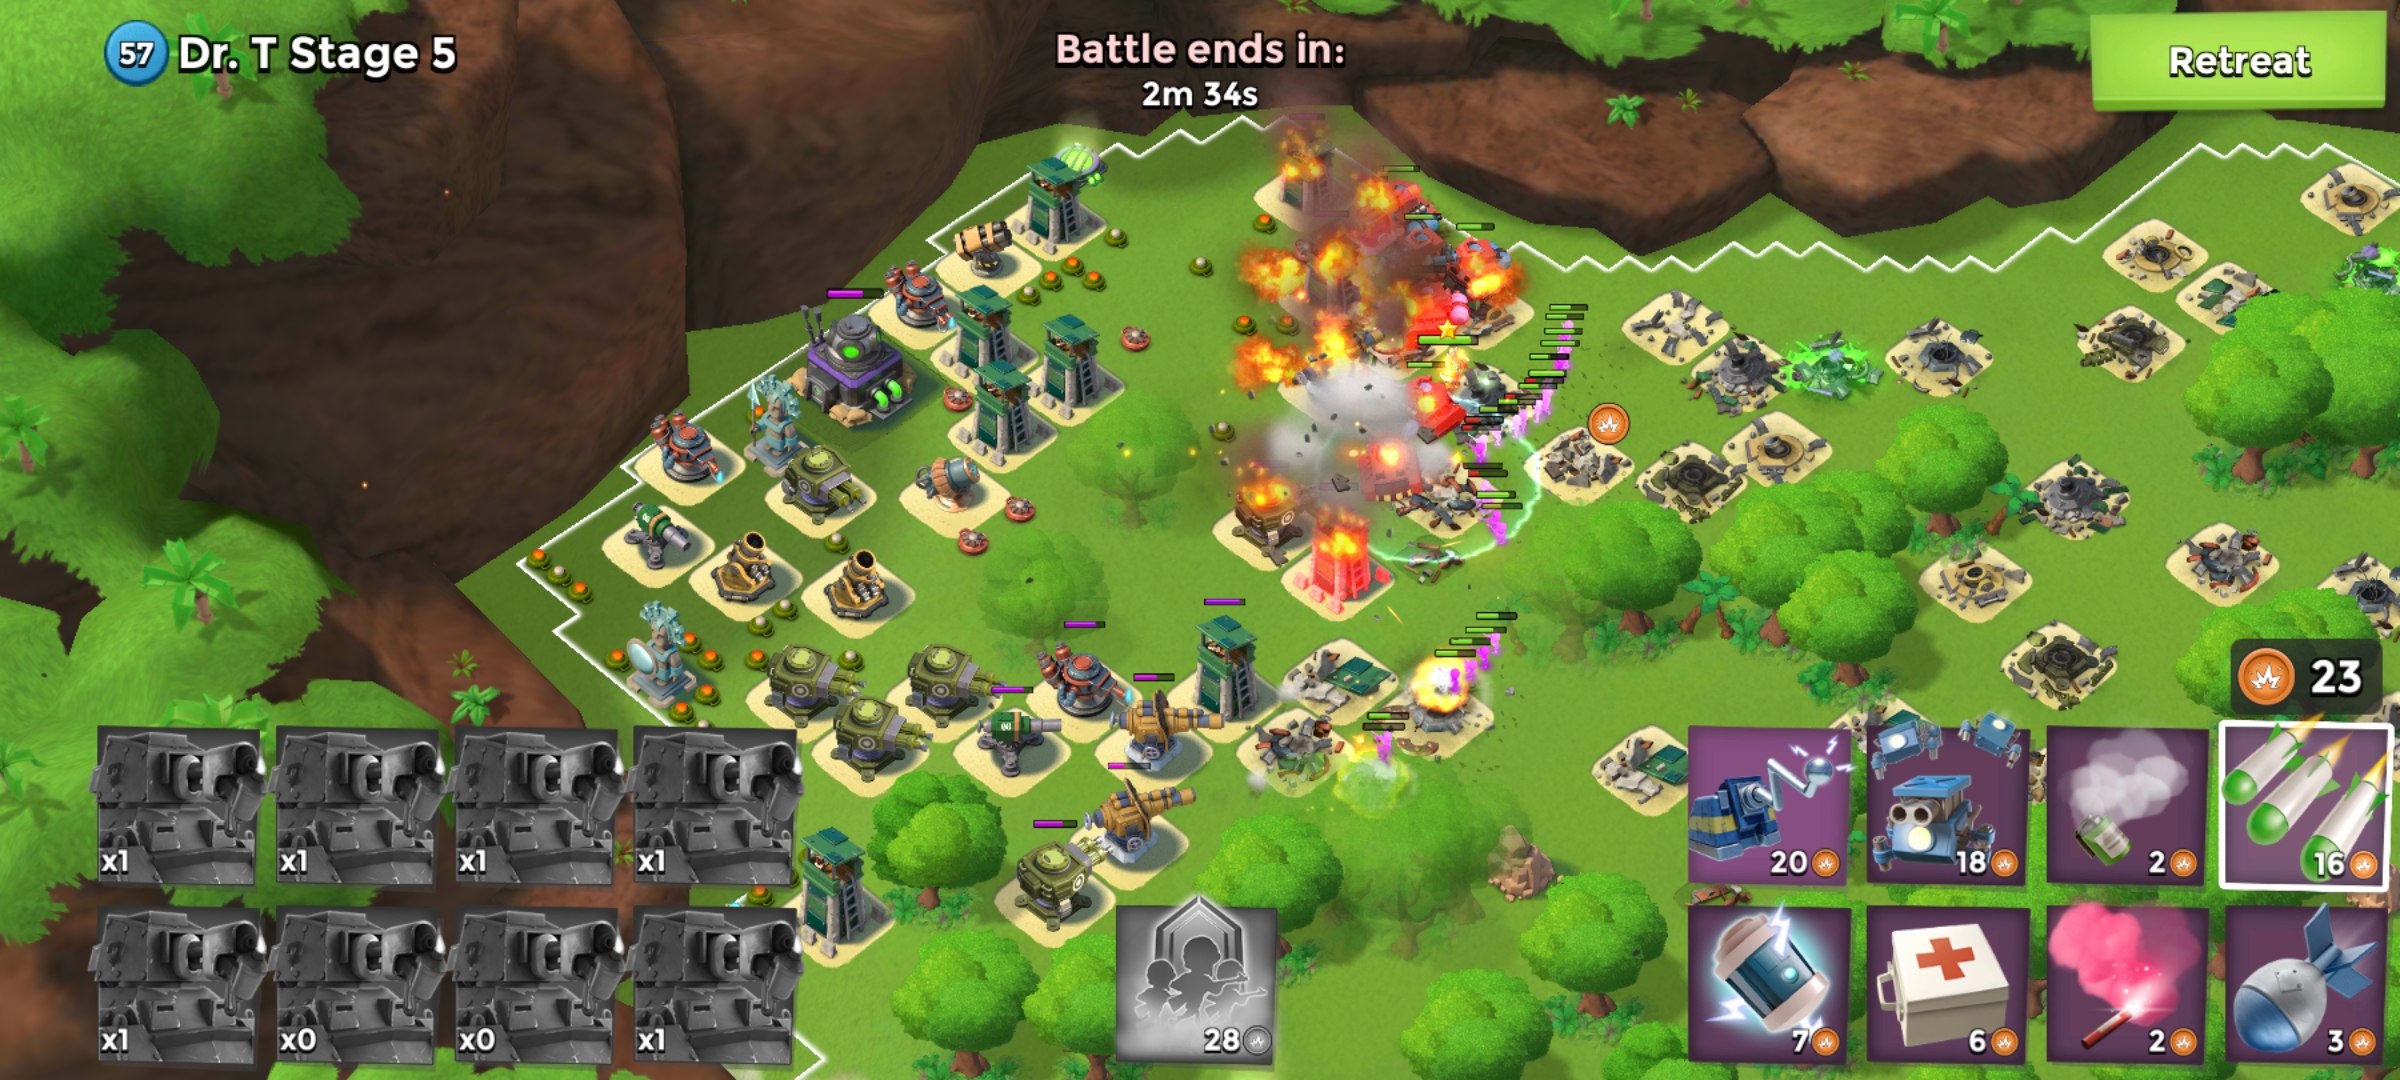 57 Dr. T Stage 5
Battle ends in:
2m 34s
Retreat
23
x1 x1 x1 x1
20 18 2 16
x1 x0 x0 x1
28
7 6 2 3